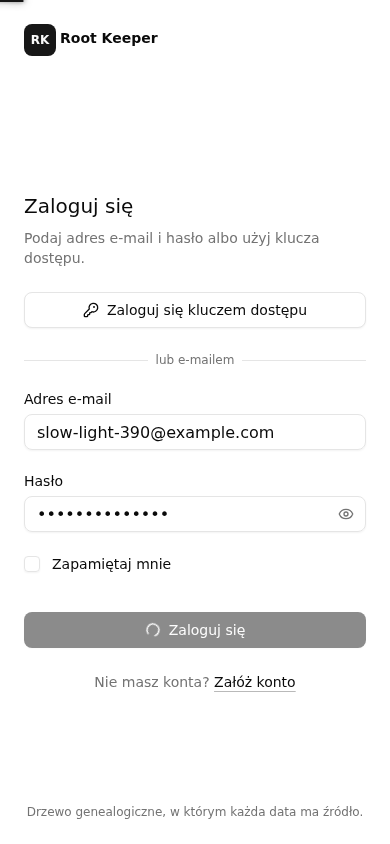 RK Root Keeper
Zaloguj się
Podaj adres e-mail i hasło albo użyj klucza
dostępu.
Zaloguj się kluczem dostępu
lub e-mailem
Adres e-mail
slow-light-390@example.com
Hasło
••••••••••••••
Zapamiętaj mnie
Zaloguj się
Nie masz konta? Załóż konto
Drzewo genealogiczne, w którym każda data ma źródło.